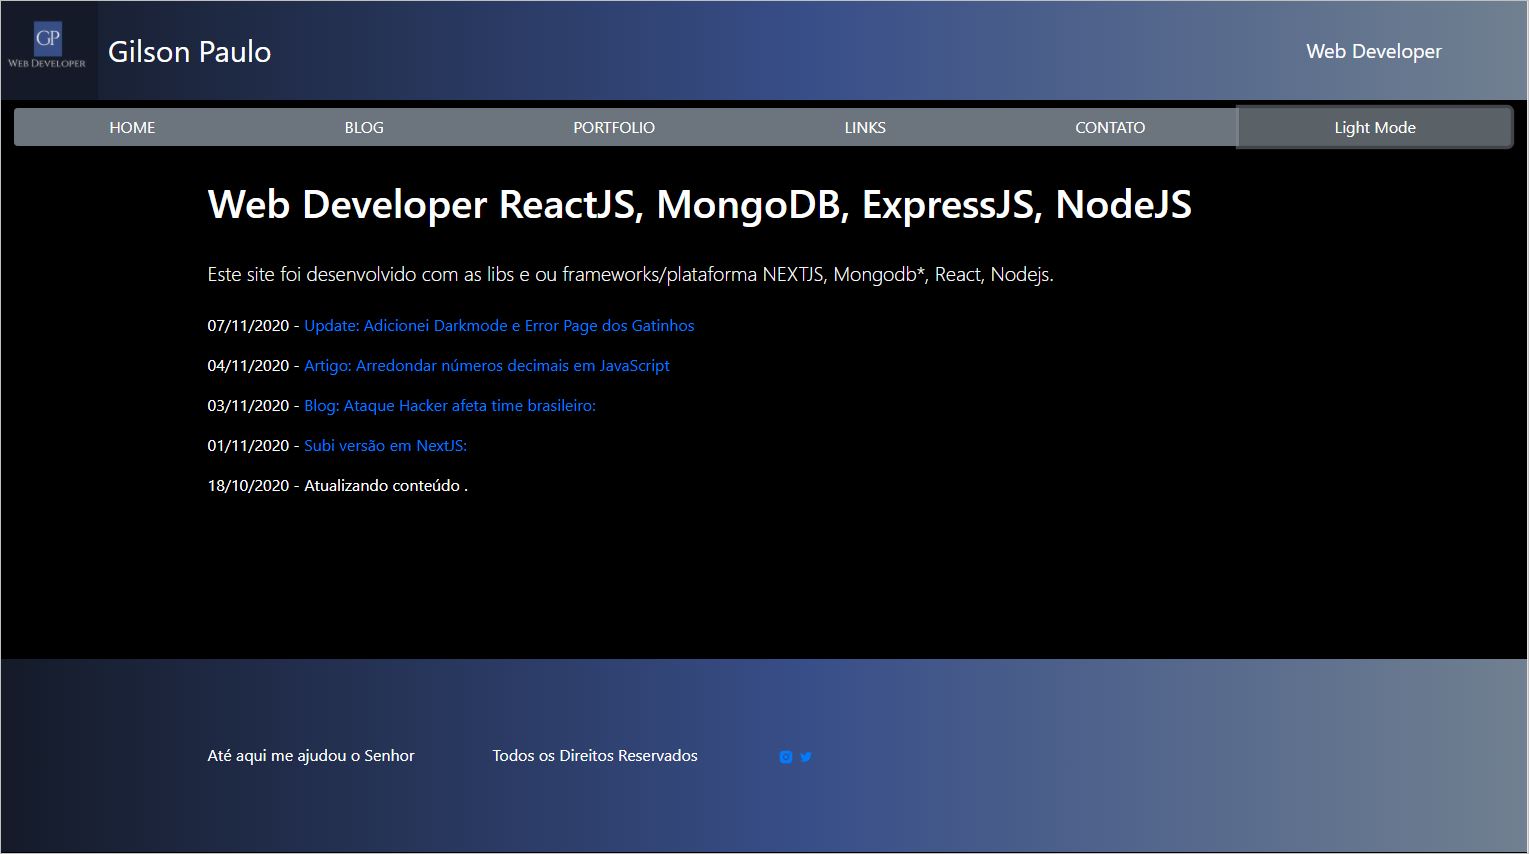 GP
WEB DEVELOPER
Gilson Paulo
Web Developer
HOME
BLOG
PORTFOLIO
LINKS
CONTATO
Light Mode
Web Developer ReactJS, MongoDB, ExpressJS, NodeJS
Este site foi desenvolvido com as libs e ou frameworks/plataforma NEXTJS, Mongodb*, React, Nodejs.
07/11/2020 - Update: Adicionei Darkmode e Error Page dos Gatinhos
04/11/2020 - Artigo: Arredondar números decimais em JavaScript
03/11/2020 - Blog: Ataque Hacker afeta time brasileiro:
01/11/2020 - Subi versão em NextJS:
18/10/2020 - Atualizando conteúdo .
Até aqui me ajudou o Senhor
Todos os Direitos Reservados